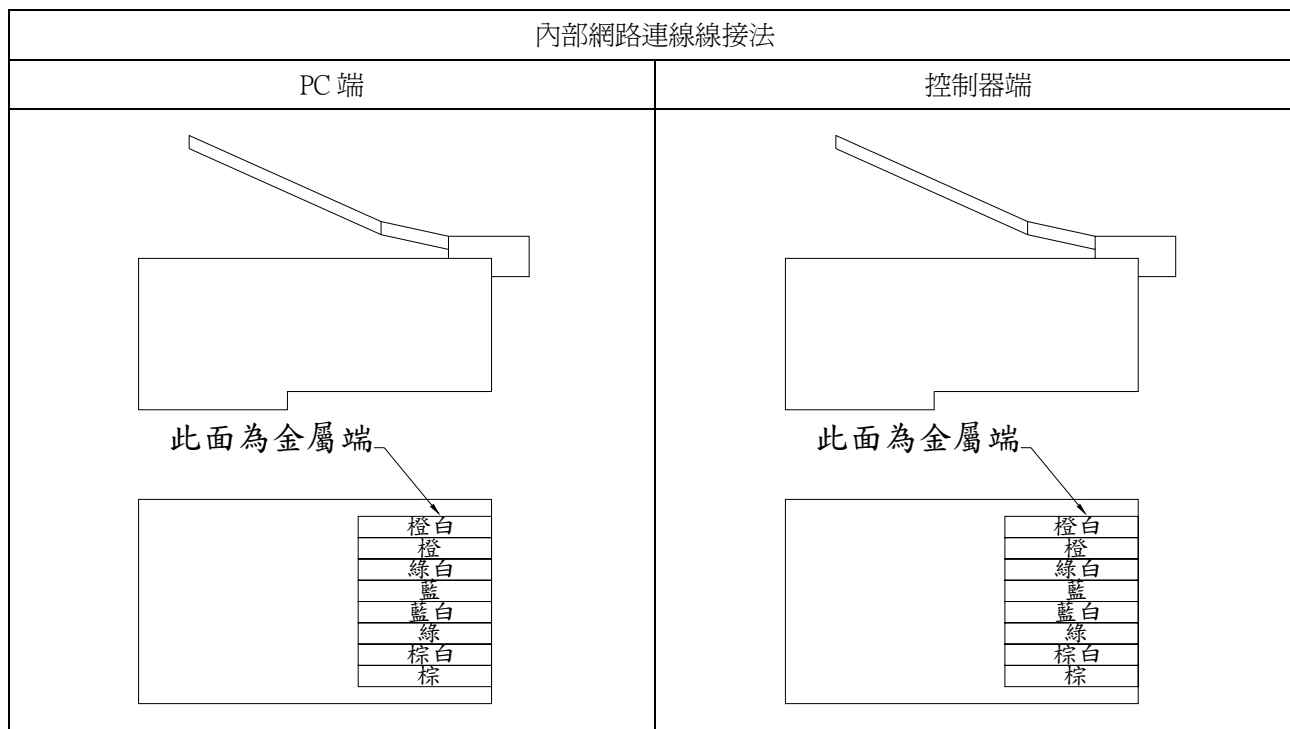 內部網路連線線接法
PC 端
控制器端
此面為金屬端
橙白
橙
綠白
藍
藍白
綠
棕白
棕
此面為金屬端
橙白
橙
綠白
藍
藍白
綠
棕白
棕